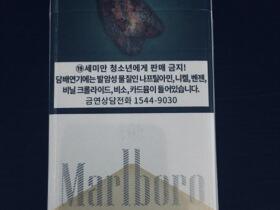 ⑲세미만 청소년에게 판매 금지!
담배연기에는 발암성 물질인 나프틸아민, 니켈, 벤젠,
비닐 크롤라이드, 비소, 카드뮴이 들어있습니다.
금연상담전화 1544-9030
Marlboro